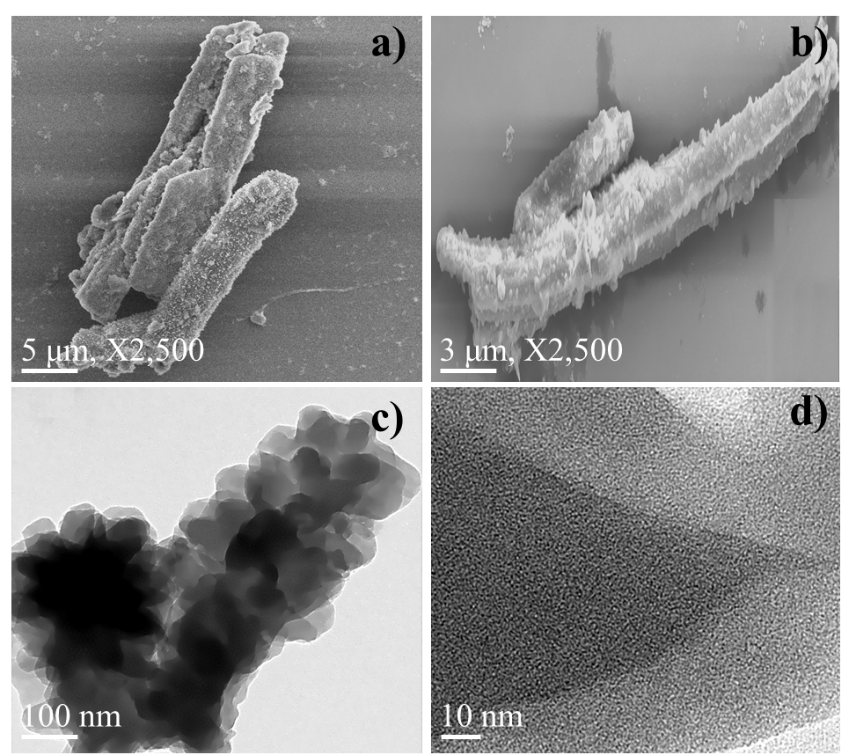 a)
5 μm, X2,500
b)
3 μm, X2,500
c)
100 nm
d)
10 nm